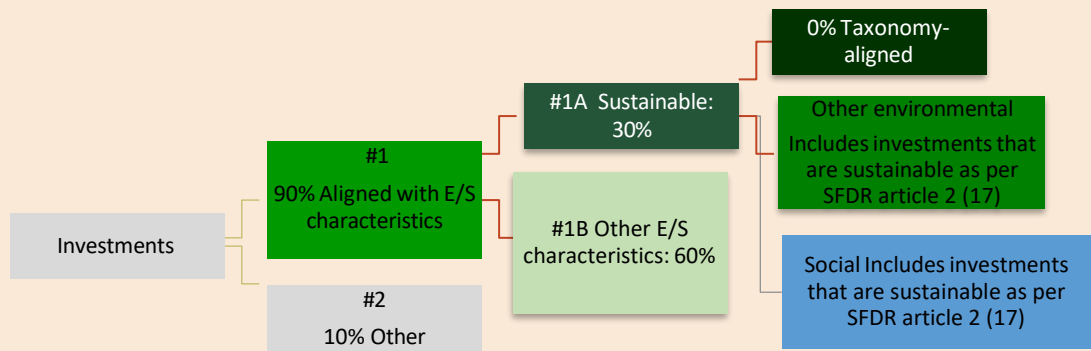 Investments
#1
90% Aligned with E/S
characteristics
#2
10% Other
#1A Sustainable:
30%
#1B Other E/S
characteristics: 60%
0% Taxonomy-
aligned
Other environmental
Includes investments that
are sustainable as per
SFDR article 2 (17)
Social Includes investments
that are sustainable as per
SFDR article 2 (17)